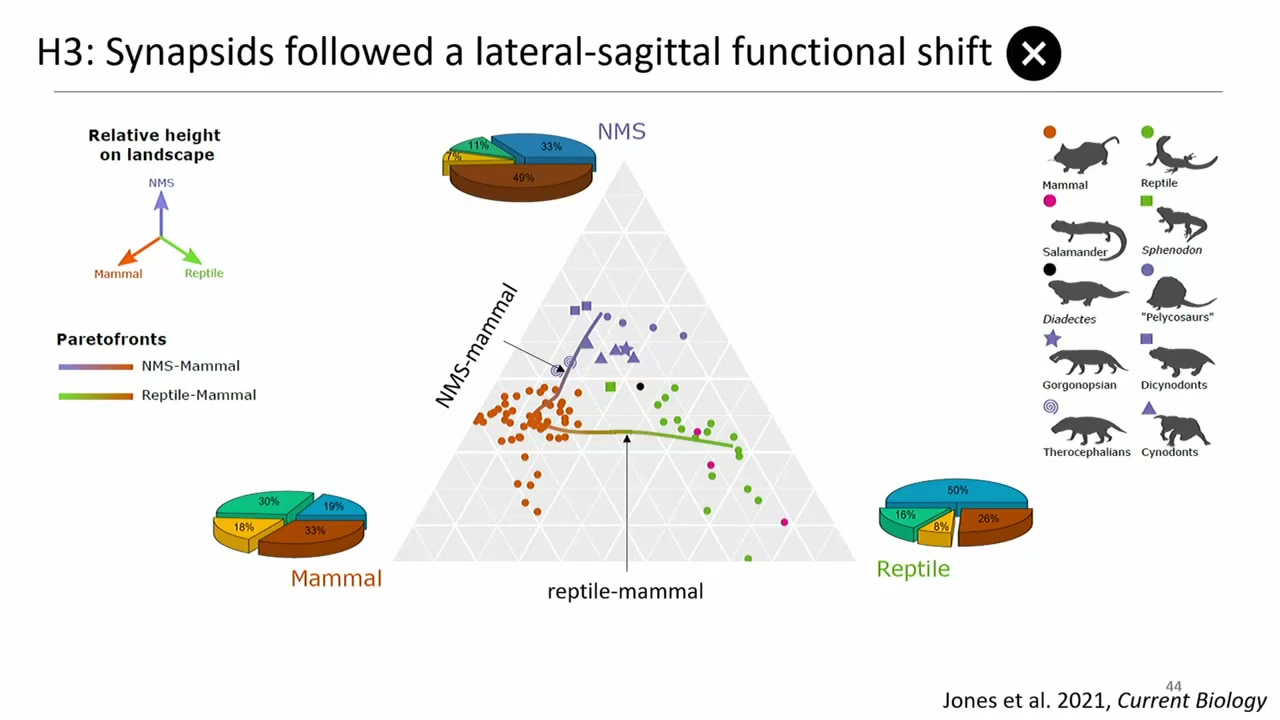 H3: Synapsids followed a lateral-sagittal functional shift
Relative height
on landscape
NMS
Mammal
Reptile
Paretofronts
NMS-Mammal
Reptile-Mammal
NMS
11%
33%
7%
49%
NMS-mammal
30%
19%
18%
33%
Mammal
reptile-mammal
50%
16%
8%
26%
Reptile
Mammal
Reptile
Salamander
Sphenodon
Diadectes
"Pelycosaurs"
Gorgonopsian
Dicynodonts
Therocephalians
Cynodonts
44
Jones et al. 2021, Current Biology